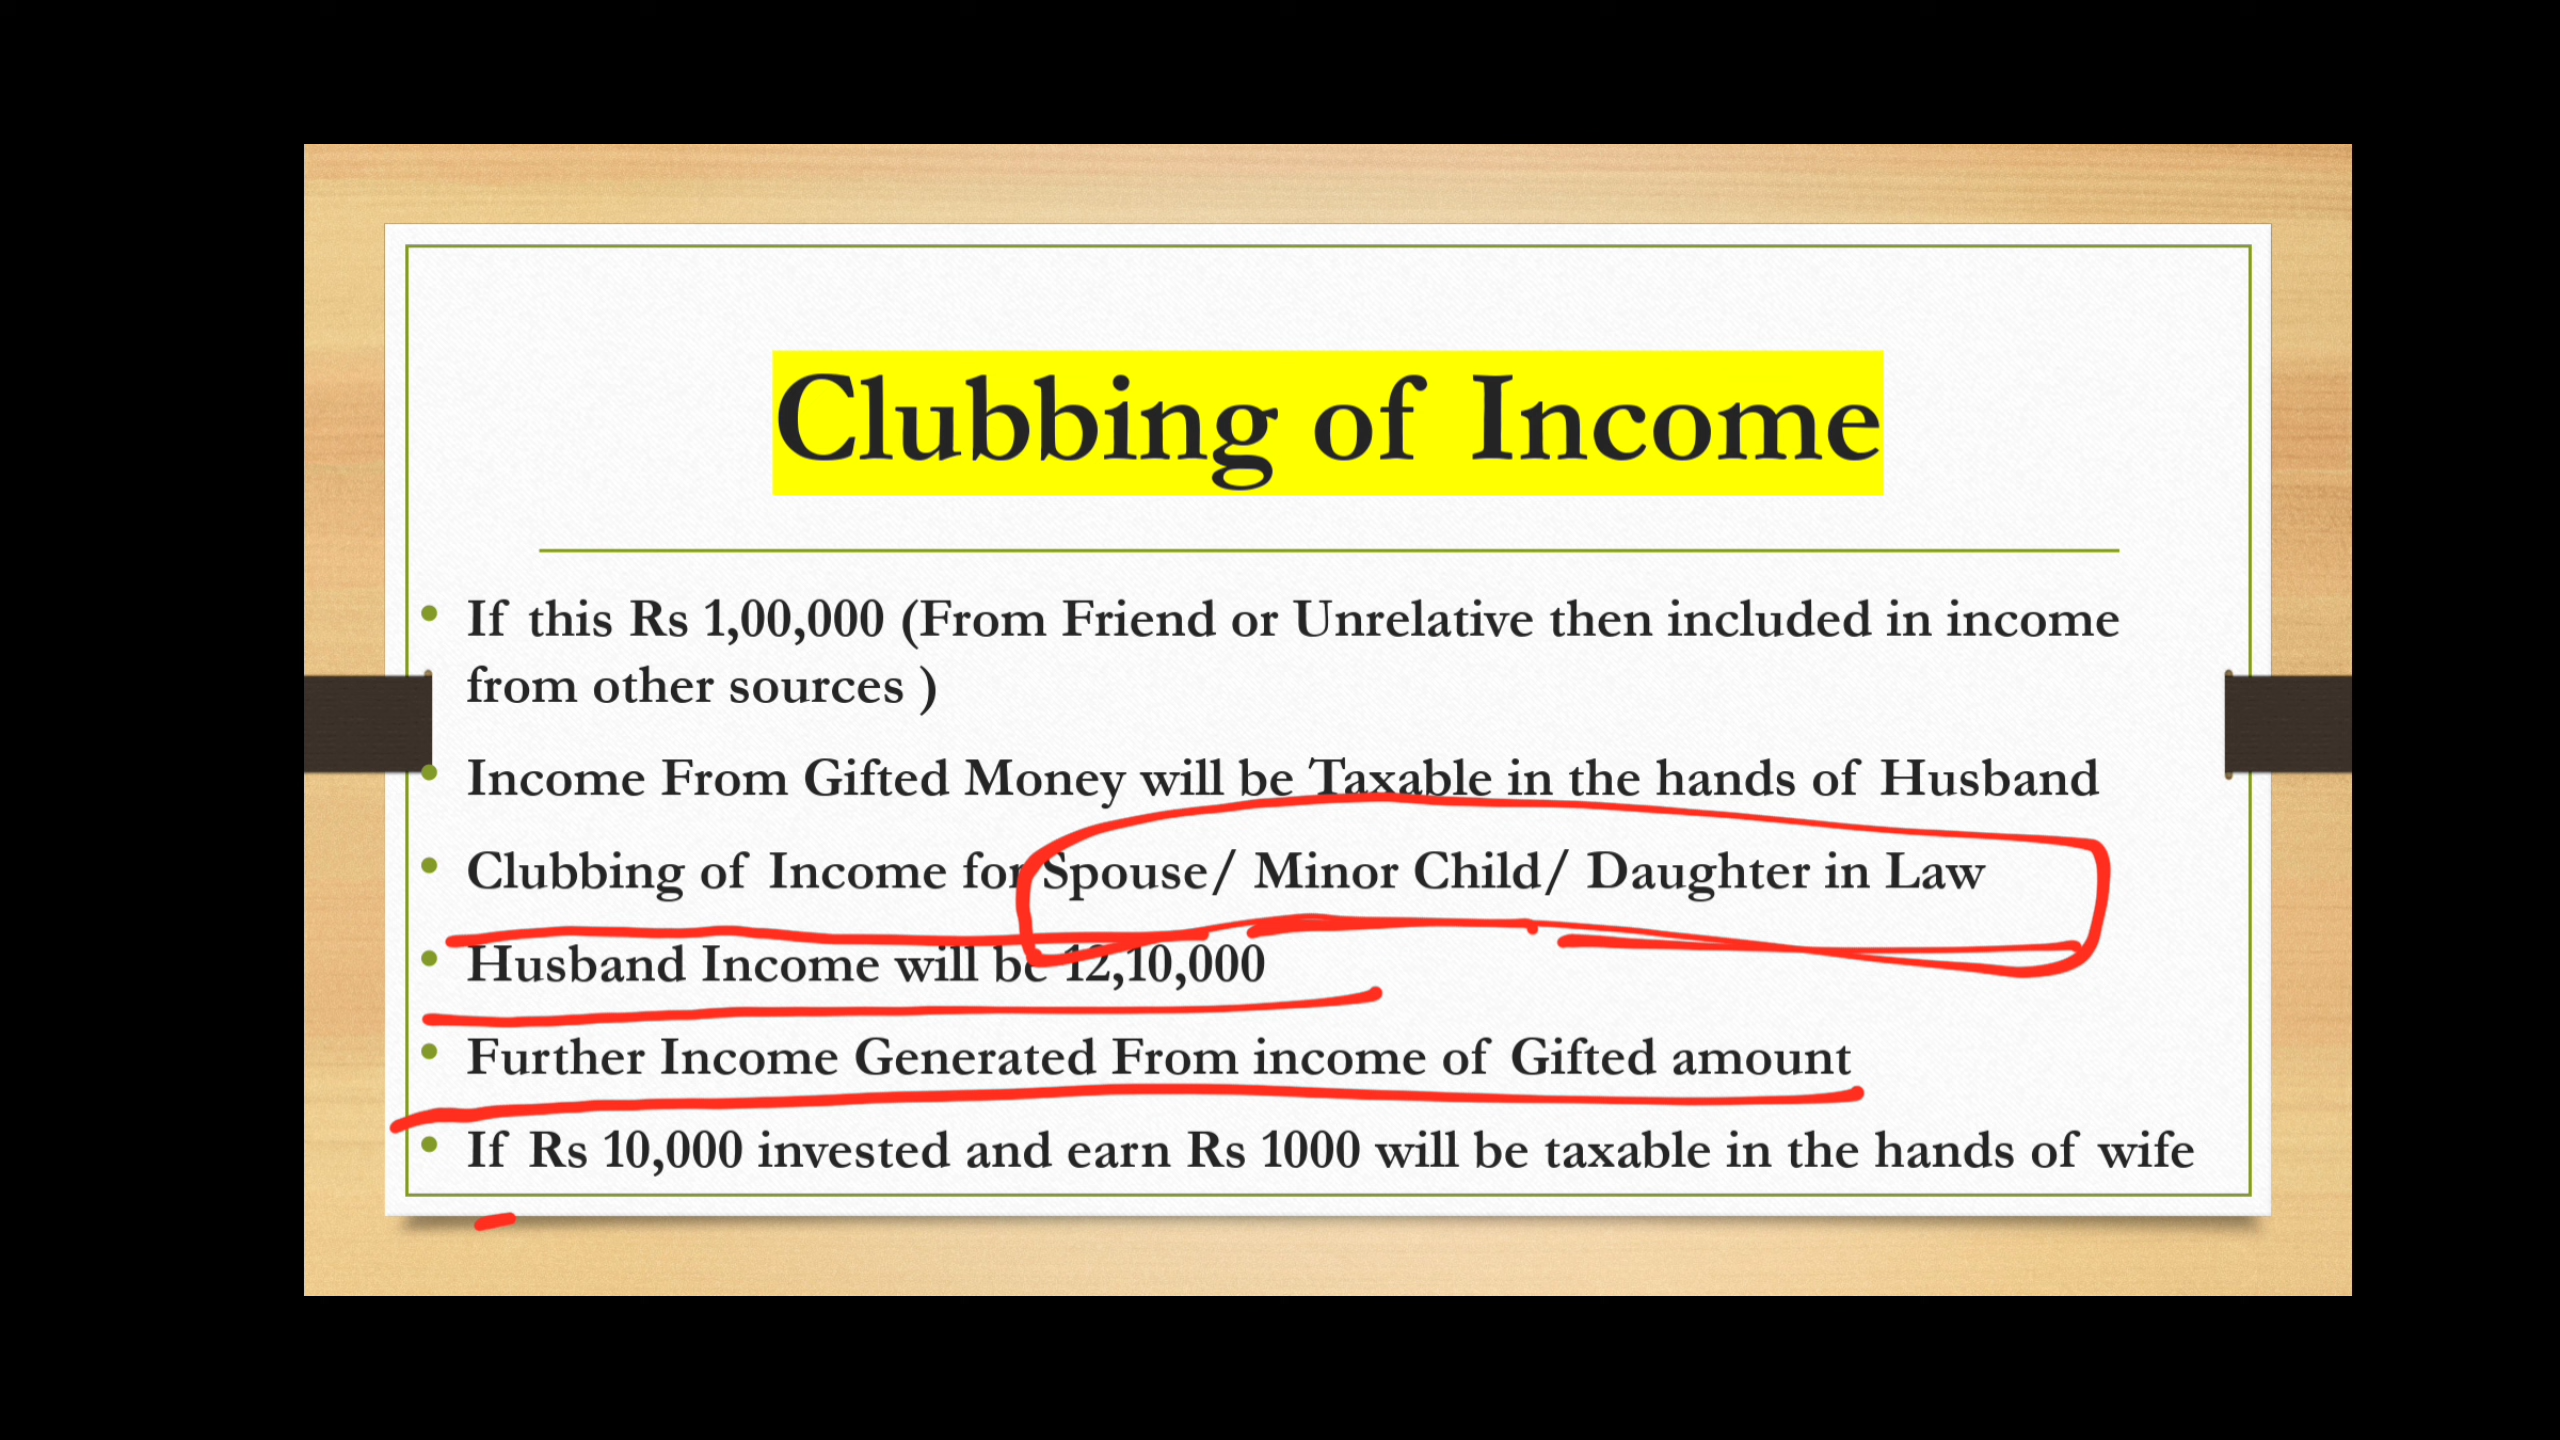 Clubbing of Income
If this Rs 1,00,000 (From Friend or Unrelative then included in income
from other sources )
Income From Gifted Money will be Taxable in the hands of Husband
Clubbing of Income for Spouse/ Minor Child/ Daughter in Law
Husband Income will be 12,10,000
Further Income Generated From income of Gifted amount
If Rs 10,000 invested and earn Rs 1000 will be taxable in the hands of wife